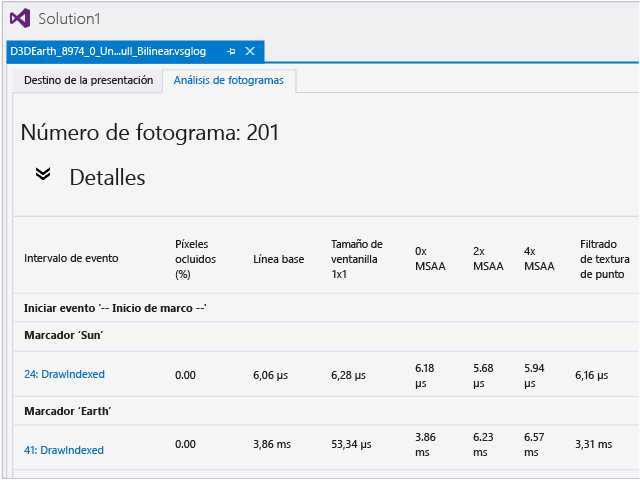 Solution1
D3DEarth_8974_0_Un...ull_Bilinear.vsglog
Destino de la presentación Análisis de fotogramas
Número de fotograma: 201
Detalles
Intervalo de evento Píxeles ocluidos (%) Línea base Tamaño de ventanilla 1x1 0x MSAA 2x MSAA 4x MSAA Filtrado de textura de punto
Iniciar evento '-- Inicio de marco --'
Marcador ‘Sun’
24: DrawIndexed 0.00 6,06 µs 6,28 µs 6.18 µs 5.68 µs 5.94 µs 6,16 µs
Marcador ‘Earth’
41: DrawIndexed 0.00 3,86 ms 53,34 µs 3.86 ms 6.23 ms 6.57 ms 3,31 ms